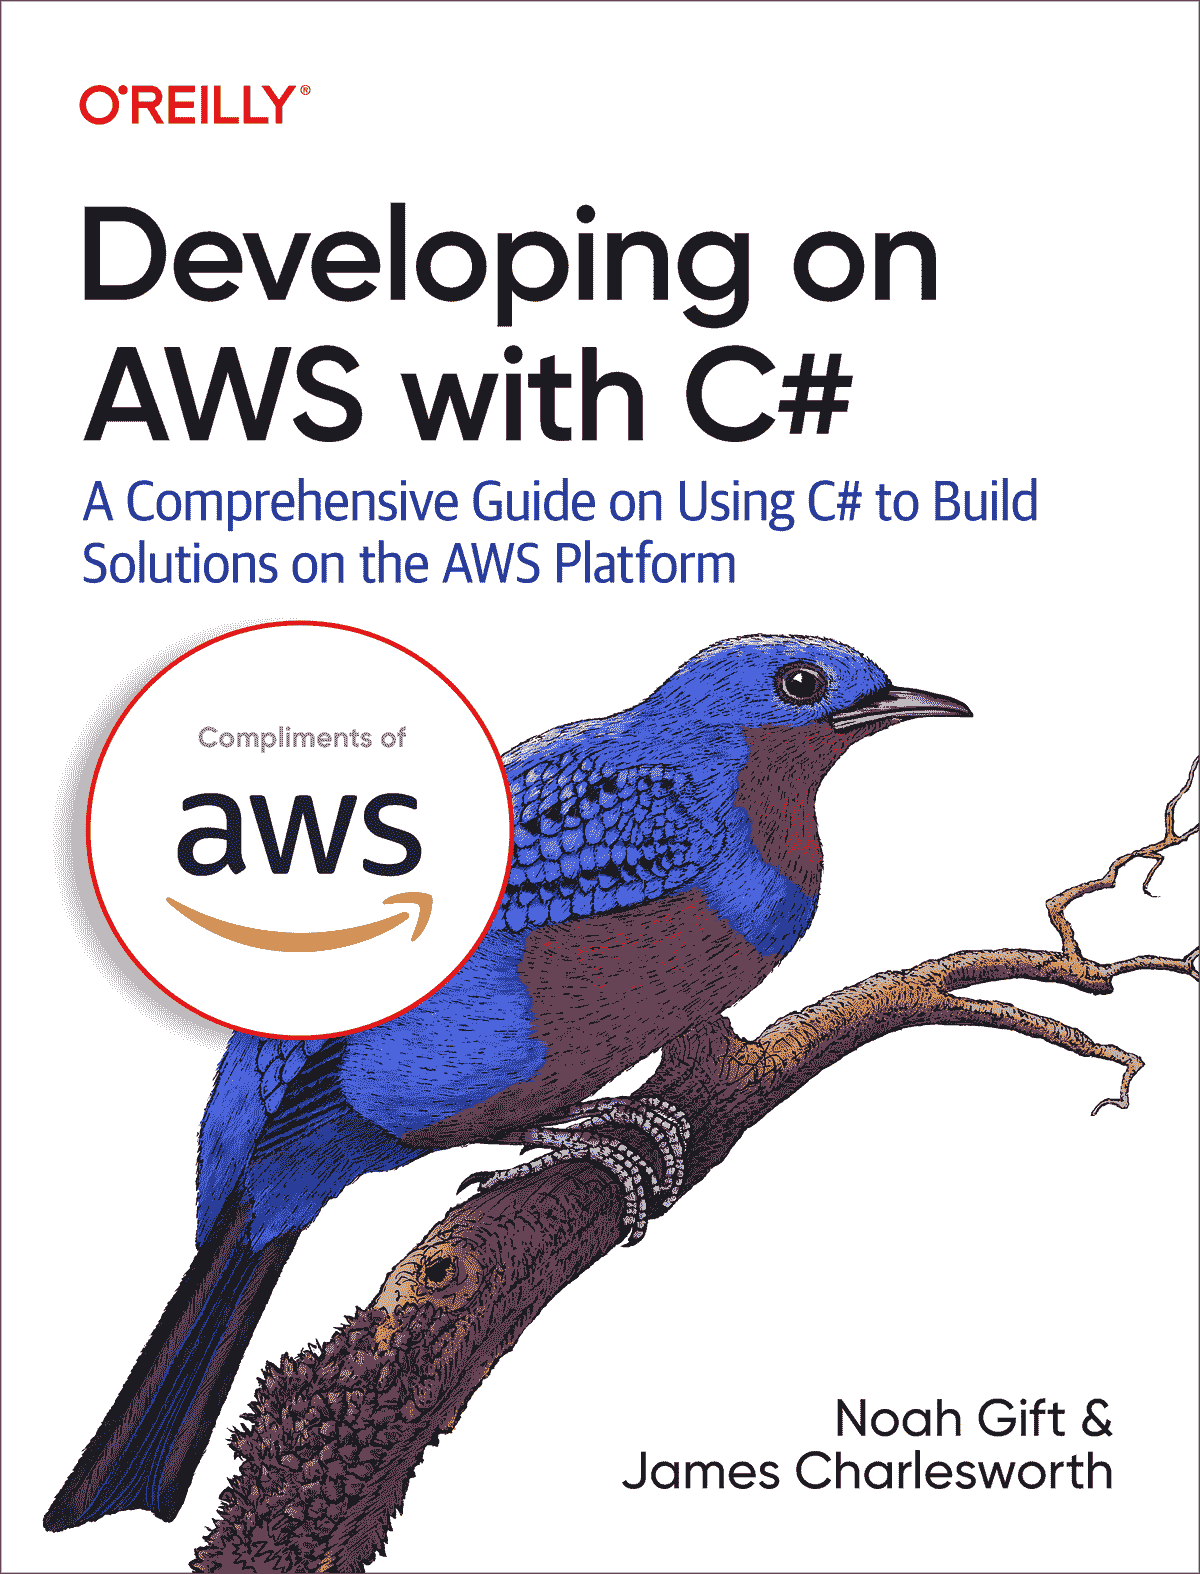 O'REILLY®
Developing on
AWS with C#
A Comprehensive Guide on Using C# to Build
Solutions on the AWS Platform
Compliments of
aws
Noah Gift &
James Charlesworth